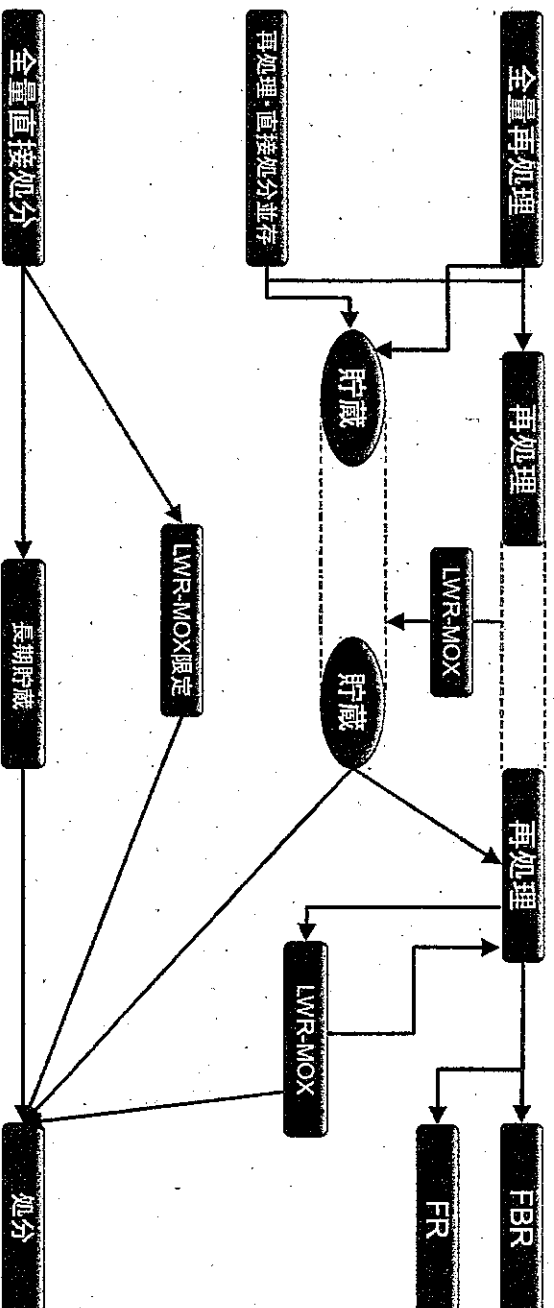 全量再処理
再処理・直接処分並存
全量直接処分
再処理
貯蔵
LWR-MOX
LWR-MOX限定
長期貯蔵
貯蔵
再処理
LWR-MOX
FBR
FR
処分